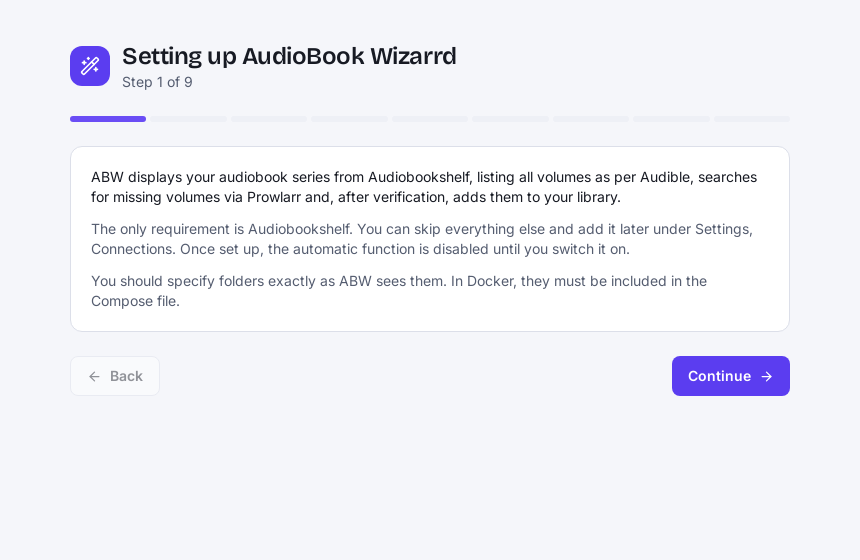 Setting up AudioBook Wizarrd
Step 1 of 9
ABW displays your audiobook series from Audiobookshelf, listing all volumes as per Audible, searches
for missing volumes via Prowlarr and, after verification, adds them to your library.
The only requirement is Audiobookshelf. You can skip everything else and add it later under Settings,
Connections. Once set up, the automatic function is disabled until you switch it on.
You should specify folders exactly as ABW sees them. In Docker, they must be included in the
Compose file.
Back
Continue